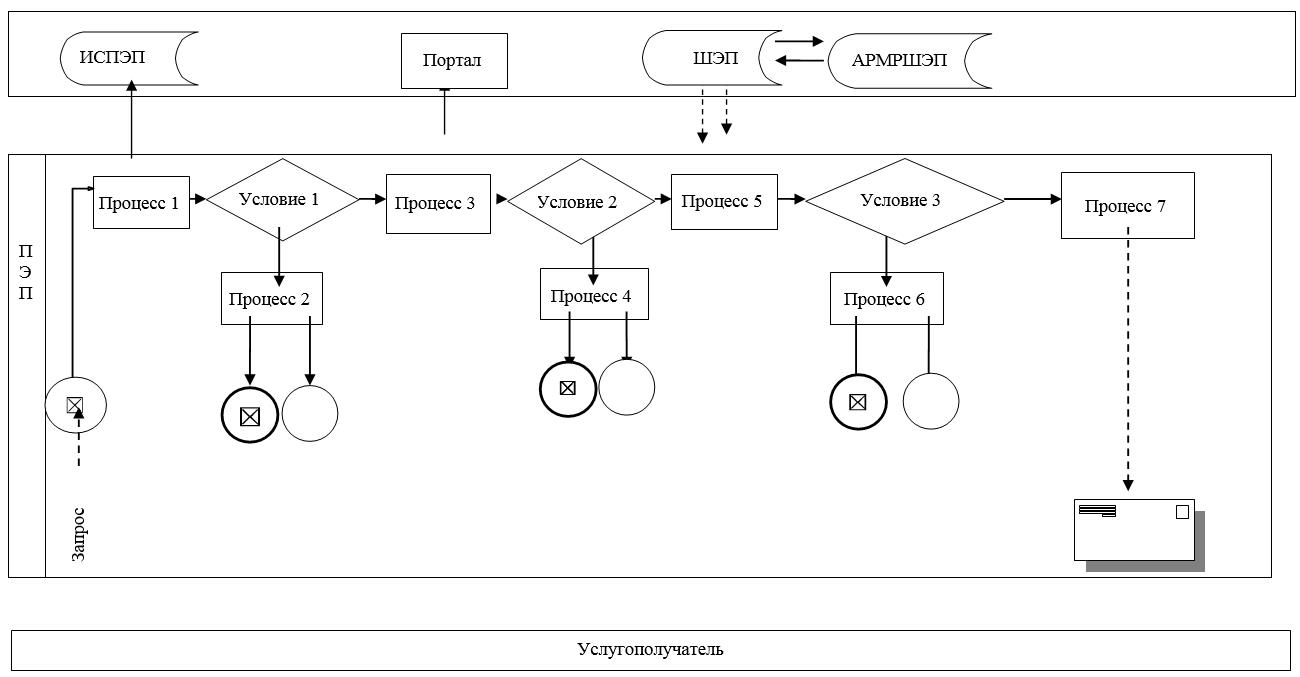 ИСПЭП
Портал
ШЭП
АРМРШЭП
Процесс 1
Условие 1
Процесс 3
Условие 2
Процесс 5
Условие 3
Процесс 7
П
Э
П
Процесс 2
Процесс 4
Процесс 6
Запрос
Услугополучатель